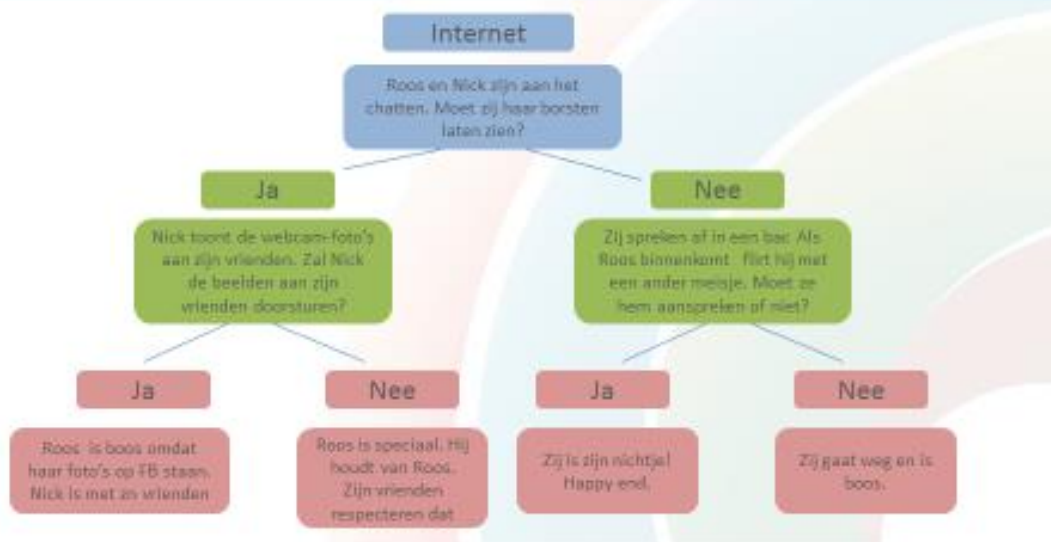 Internet
Roos en Nick zijn aan het
chatten. Moet zij haar borsten
laten zien?
Ja
Nee
Nick toont de webcam-foto's
aan zijn vrienden. Zal Nick
de beelden aan zijn
vrienden doorsturen?
Zij spreken af in een bar. Als
Roos binnenkomt flirt hij met
een ander meisje. Moet ze
hem aanspreken of niet?
Ja
Nee
Ja
Nee
Roos is boos omdat
haar foto's op FB staan.
Nick is met zn vrienden
Roos is speciaal. Hij
houdt van Roos.
Zijn vrienden
respecteren dat
Zij is zijn nichtje!
Happy end.
Zij gaat weg en is
boos.